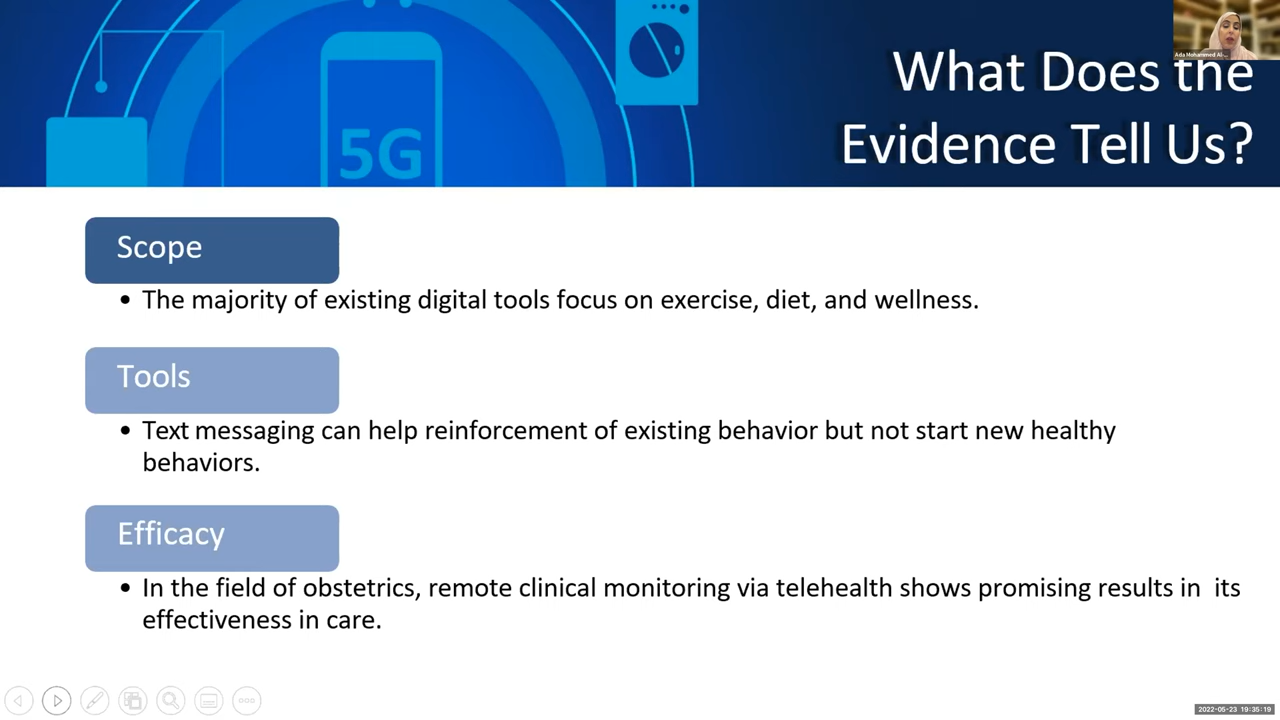 What Does the
Evidence Tell Us?
Ada Mohammed Al-...
5G
Scope
• The majority of existing digital tools focus on exercise, diet, and wellness.
Tools
• Text messaging can help reinforcement of existing behavior but not start new healthy
behaviors.
Efficacy
• In the field of obstetrics, remote clinical monitoring via telehealth shows promising results in its
effectiveness in care.
2022-05-23 19:35:19